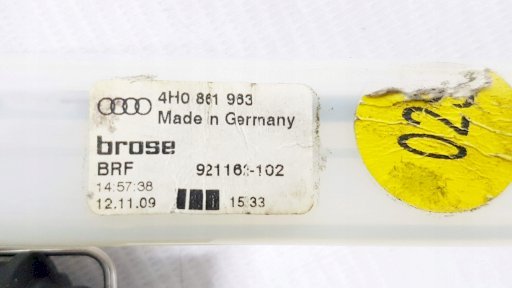 4H0 861 963
Made in Germany
brose
BRF 921163-102
14:57:38
12.11.09 15:33
02